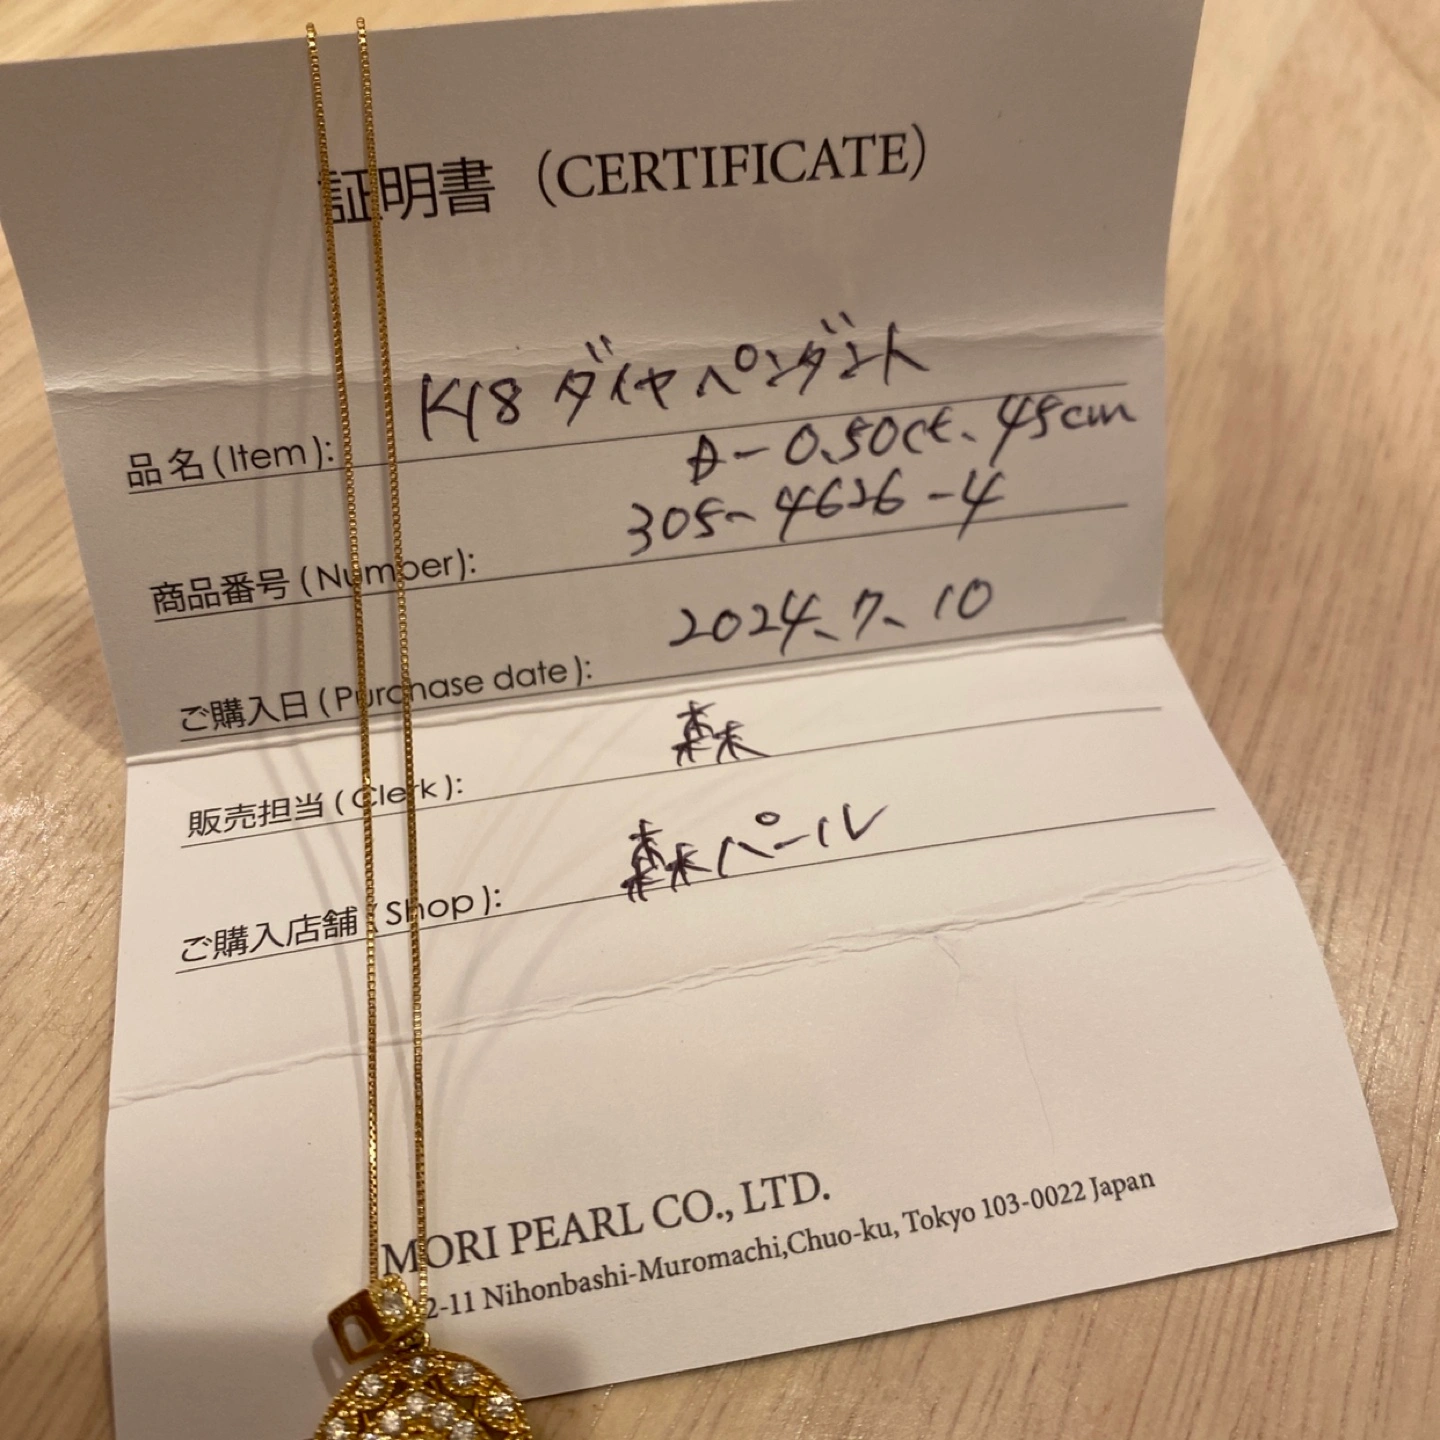 証明書 (CERTIFICATE)
品名(Item): K18 ダイヤペンダント
D-0.50ct、45cm
商品番号(Number): 305-4626-4
ご購入日(Purchase date): 2024、7、10
販売担当(Clerk): 森
ご購入店舗(Shop): 森パール
MORI PEARL CO., LTD.
2-11 Nihonbashi-Muromachi,Chuo-ku, Tokyo 103-0022 Japan